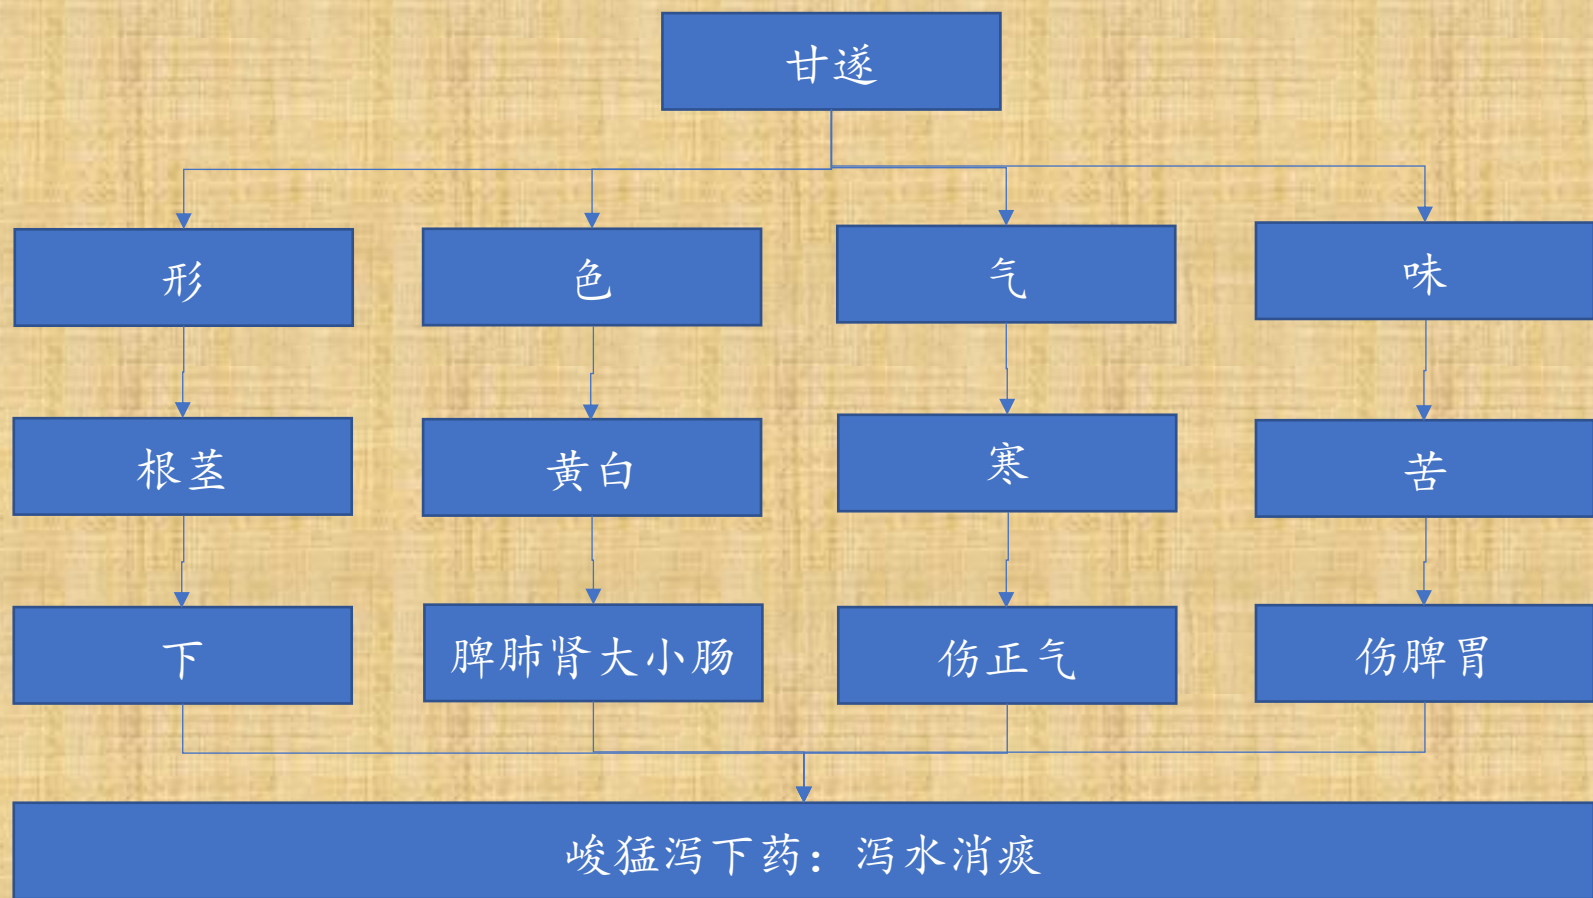 甘遂
形
色
气
味
根茎
黄白
寒
苦
下
脾肺肾大小肠
伤正气
伤脾胃
峻猛泻下药：泻水消痰